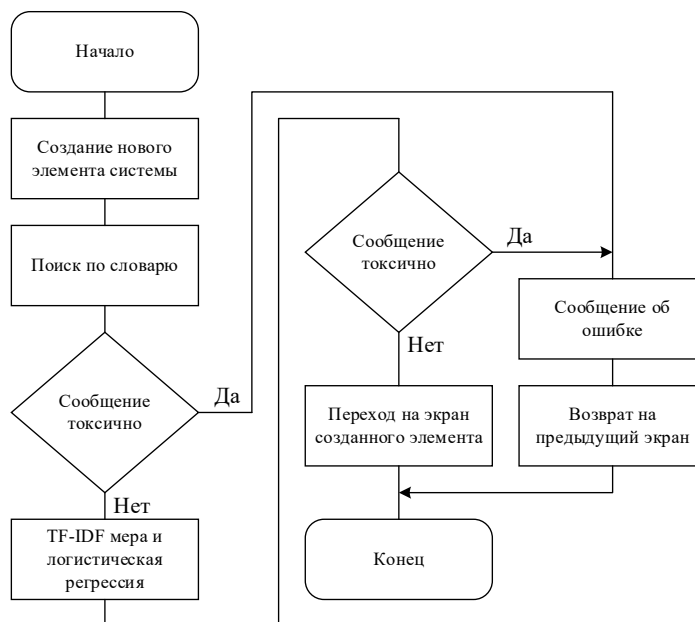 Начало
Создание нового
элемента системы
Поиск по словарю
Сообщение
токсично
Да
Нет
TF-IDF мера и
логистическая
регрессия
Сообщение
токсично
Да
Нет
Переход на экран
созданного элемента
Сообщение об
ошибке
Возврат на
предыдущий экран
Конец